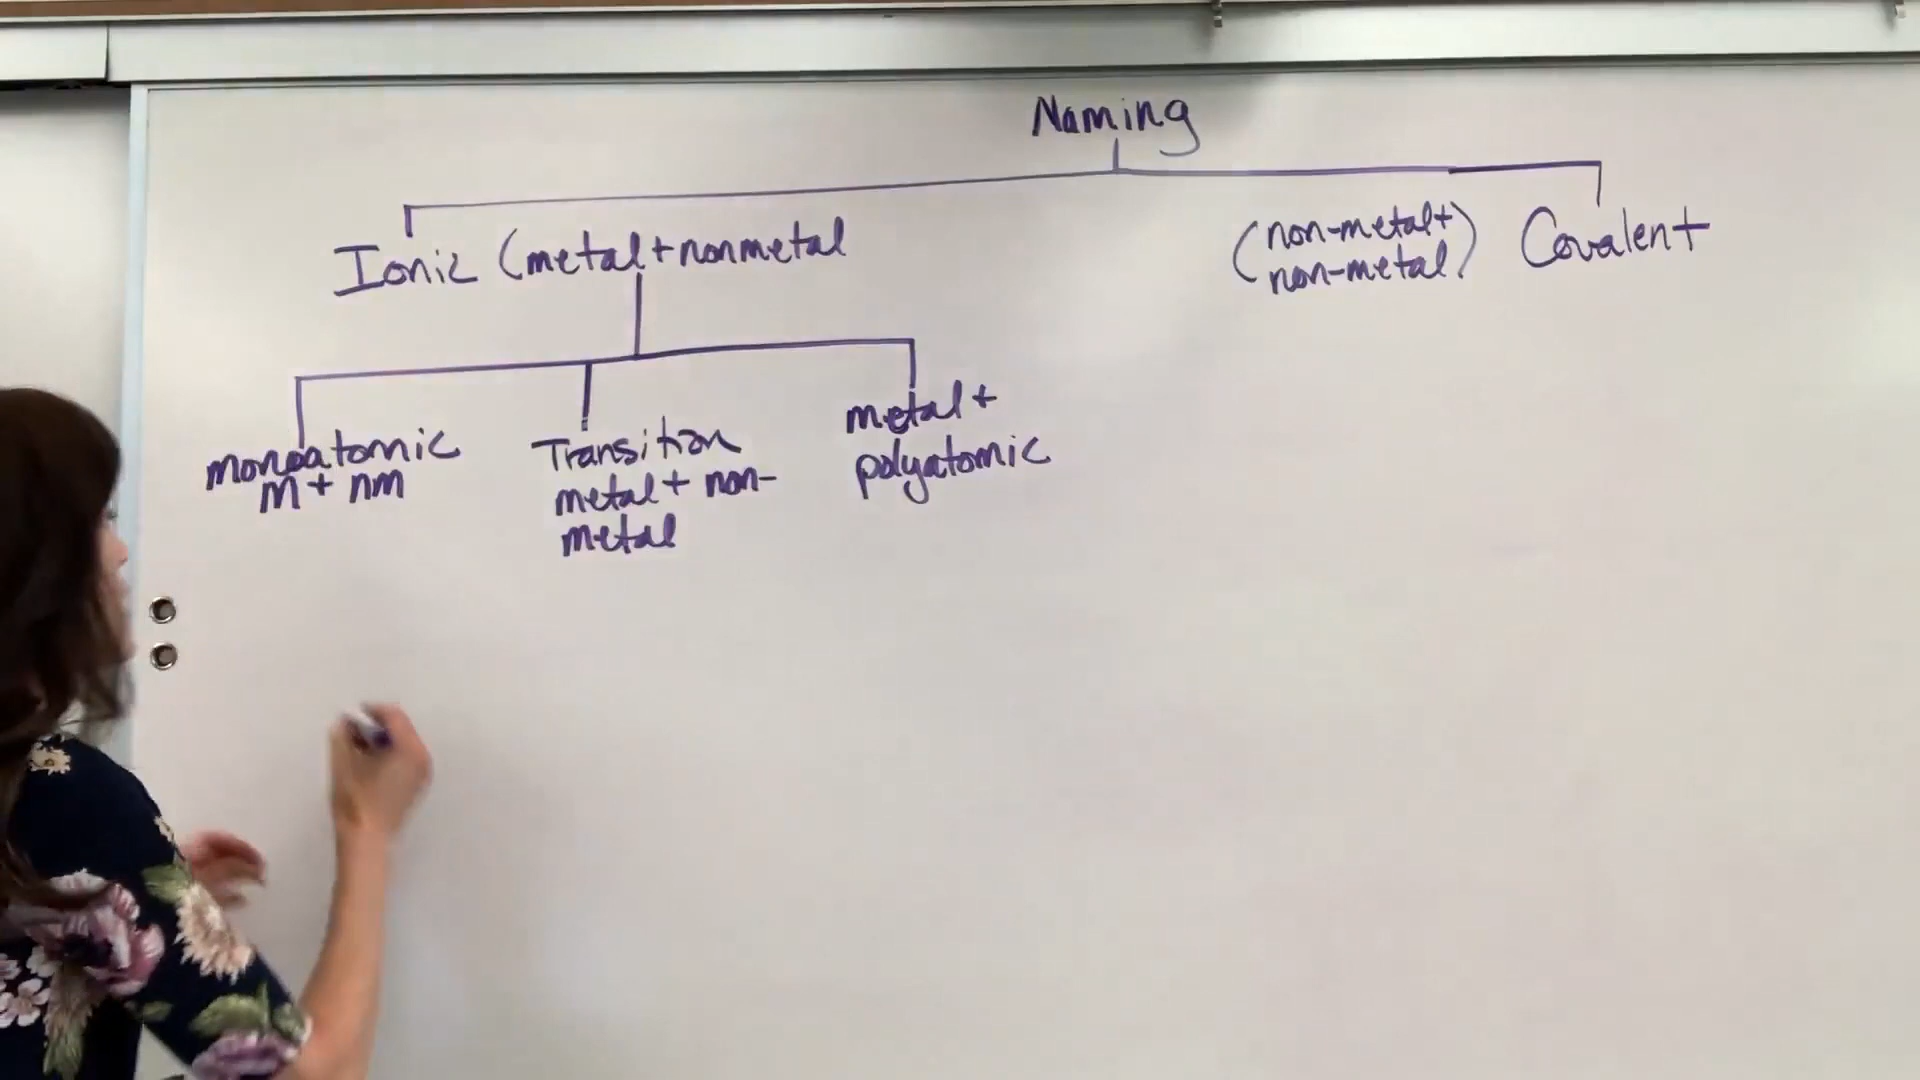 Naming
Ionic (metal + nonmetal
(non-metal +
non-metal)
Covalent
monoatomic
m + nm
Transition
metal + non-
metal
metal +
polyatomic